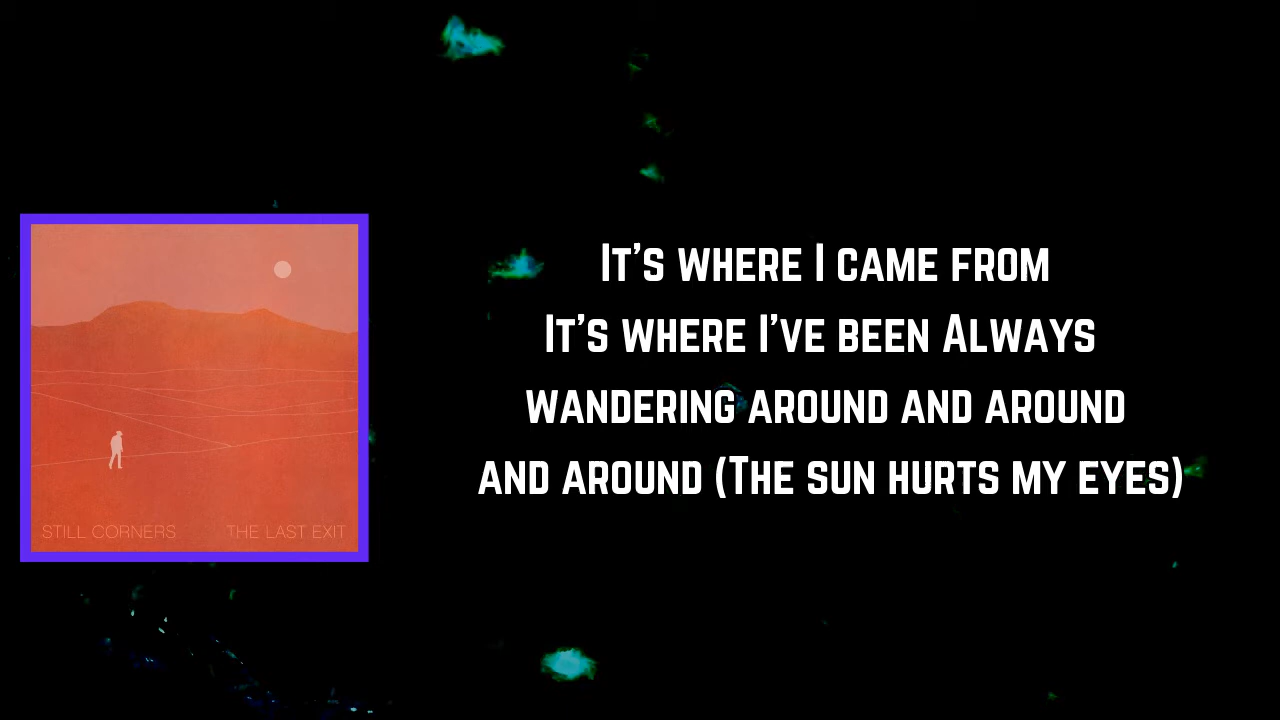 It's where I came from
It's where I've been Always
wandering around and around
and around (The sun hurts my eyes)
STILL CORNERS THE LAST EXIT